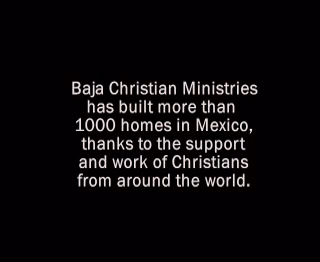 Baja Christian Ministries
has built more than
1000 homes in Mexico,
thanks to the support
and work of Christians
from around the world.